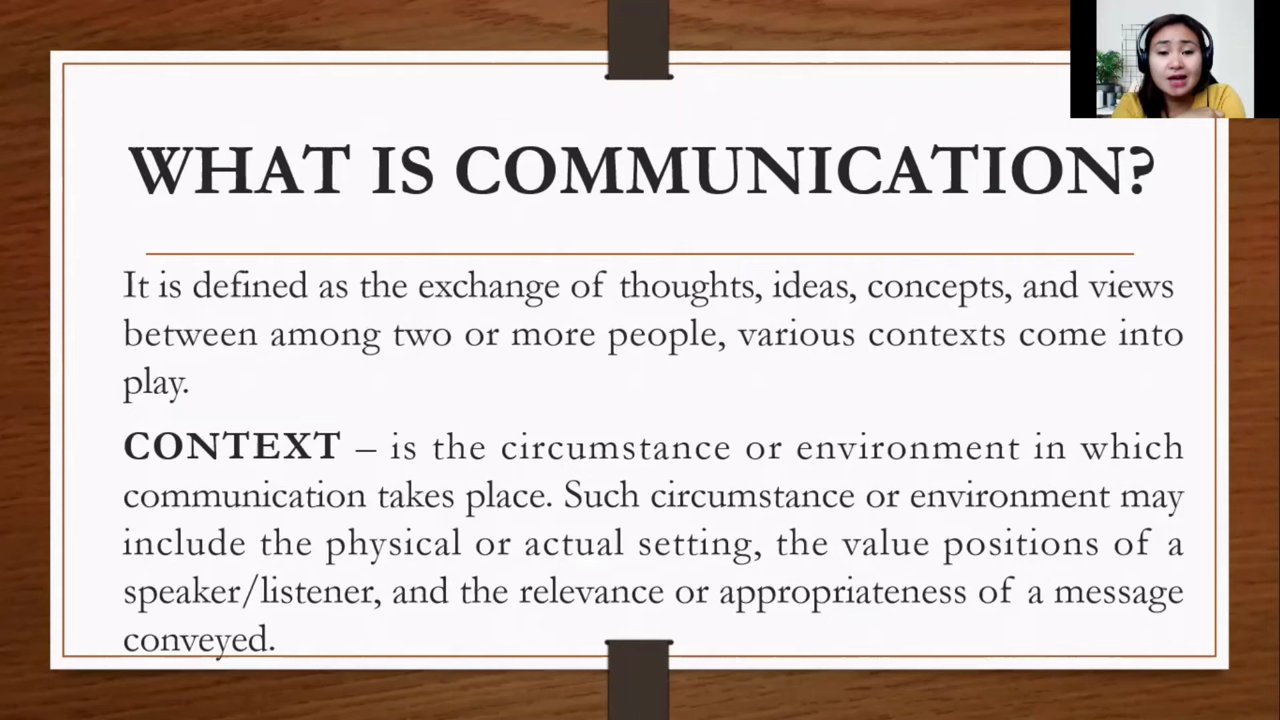 WHAT IS COMMUNICATION?
It is defined as the exchange of thoughts, ideas, concepts, and views
between among two or more people, various contexts come into
play.
CONTEXT – is the circumstance or environment in which
communication takes place. Such circumstance or environment may
include the physical or actual setting, the value positions of a
speaker/listener, and the relevance or appropriateness of a message
conveyed.